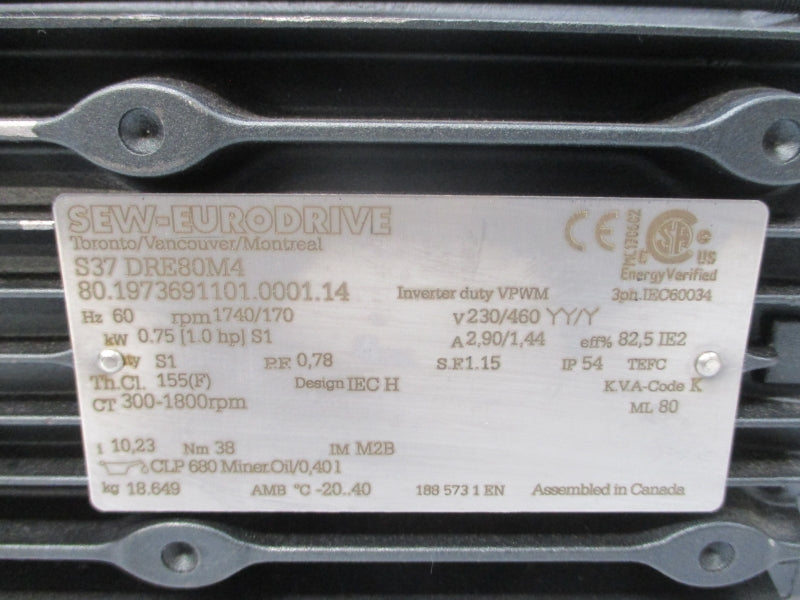 SEW-EURODRIVE
Toronto/Vancouver/Montreal
S37 DRE80M4
80.1973691101.0001.14 Inverter duty VPWM 3ph.IEC60034
Hz 60 rpm 1740/170 V 230/460 YY/Y
kW 0.75 [1.0 hp] S1 A 2,90/1,44 eff% 82,5 IE2
S1 P.F. 0,78 S.F. 1.15 IP 54 TEFC
Th.Cl. 155(F) Design IEC H K.V.A-Code K
CT 300-1800rpm ML 80
i 10,23 Nm 38 IM M2B
CLP 680 Miner.Oil/0,40 l
kg 18.649 AMB °C -20..40 188 573 1 EN Assembled in Canada
CE
SA
US
Energy Verified